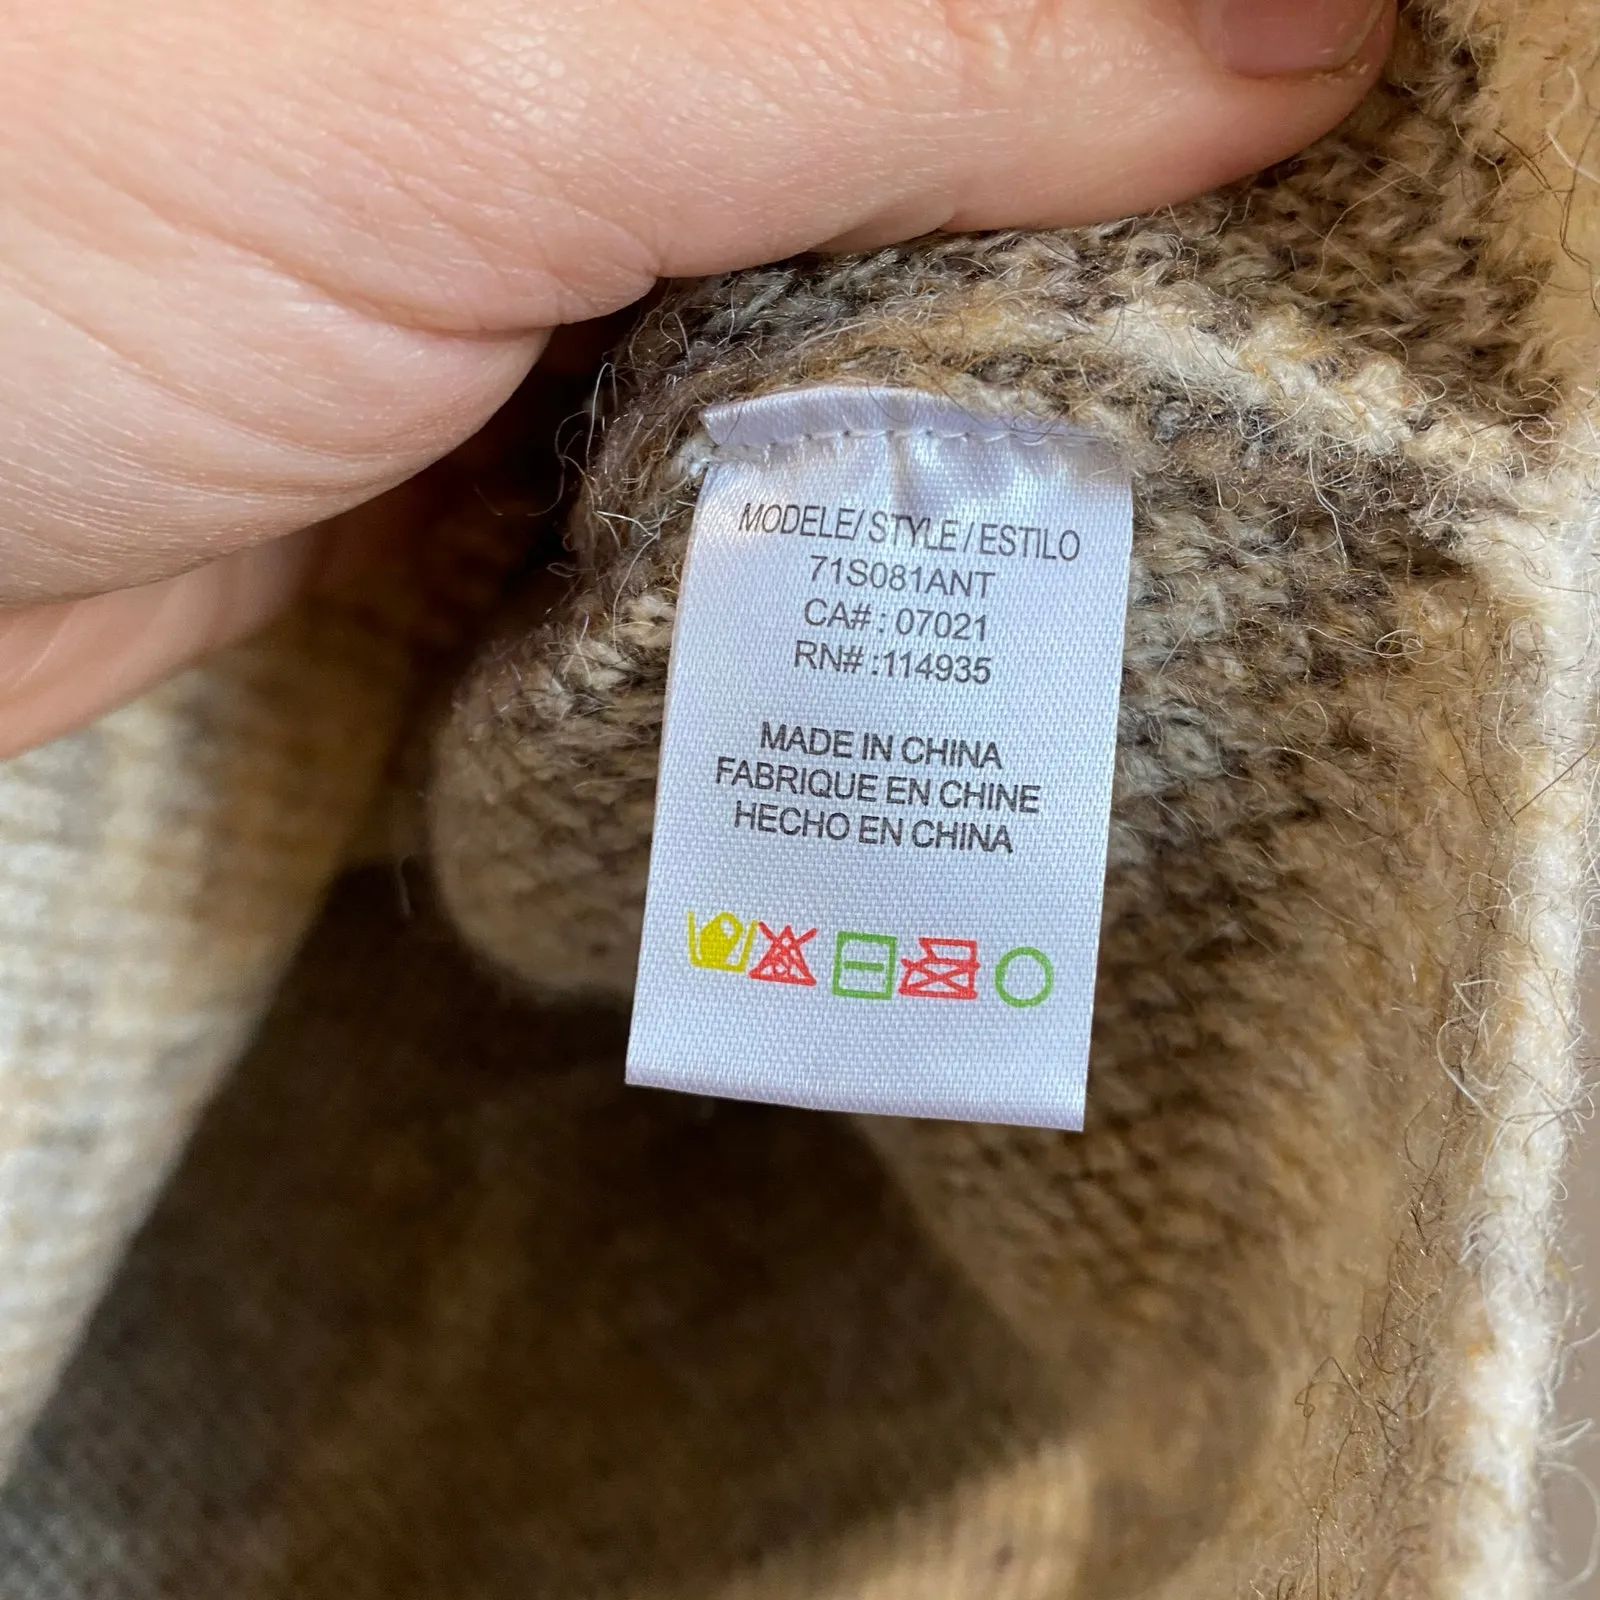 MODELE/STYLE/ESTILO
71S081ANT
CA#: 07021
RN#:114935
MADE IN CHINA
FABRIQUE EN CHINE
HECHO EN CHINA